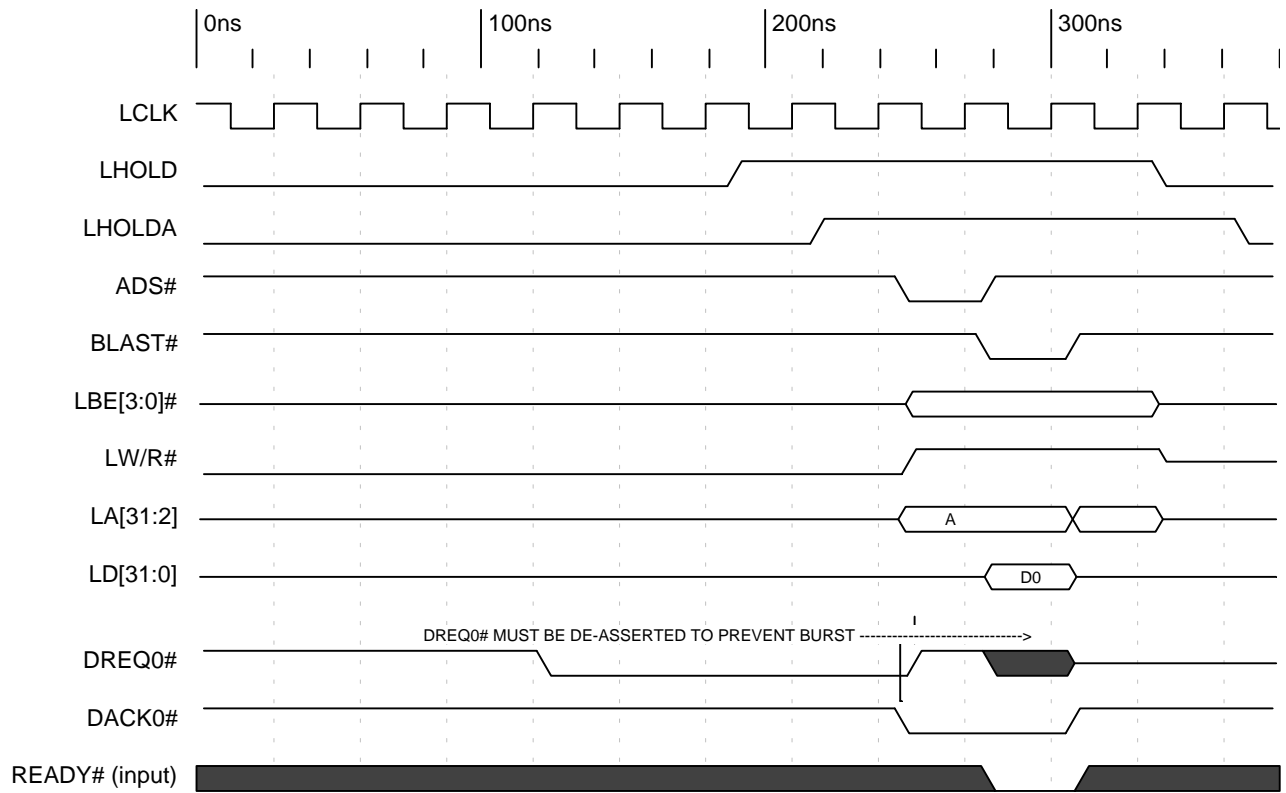 0ns 100ns 200ns 300ns
LCLK
LHOLD
LHOLDA
ADS#
BLAST#
LBE[3:0]#
LW/R#
LA[31:2] A
LD[31:0] D0
DREQ0# MUST BE DE-ASSERTED TO PREVENT BURST ---------------------------->
DREQ0#
DACK0#
READY# (input)